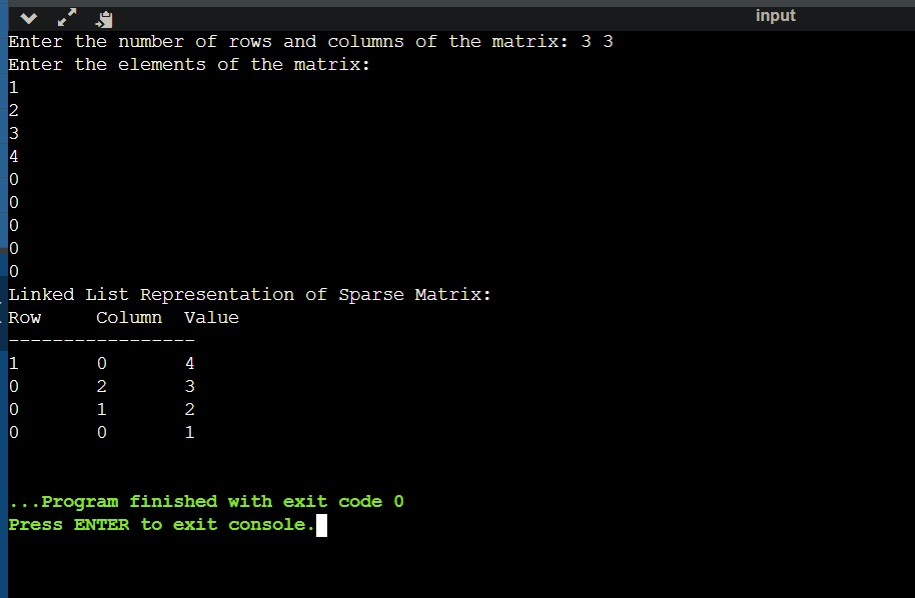 input
Enter the number of rows and columns of the matrix: 3 3
Enter the elements of the matrix:
1
2
3
4
0
0
0
0
0
Linked List Representation of Sparse Matrix:
Row Column Value
-----------------
1 0 4
0 2 3
0 1 2
0 0 1
...Program finished with exit code 0
Press ENTER to exit console.